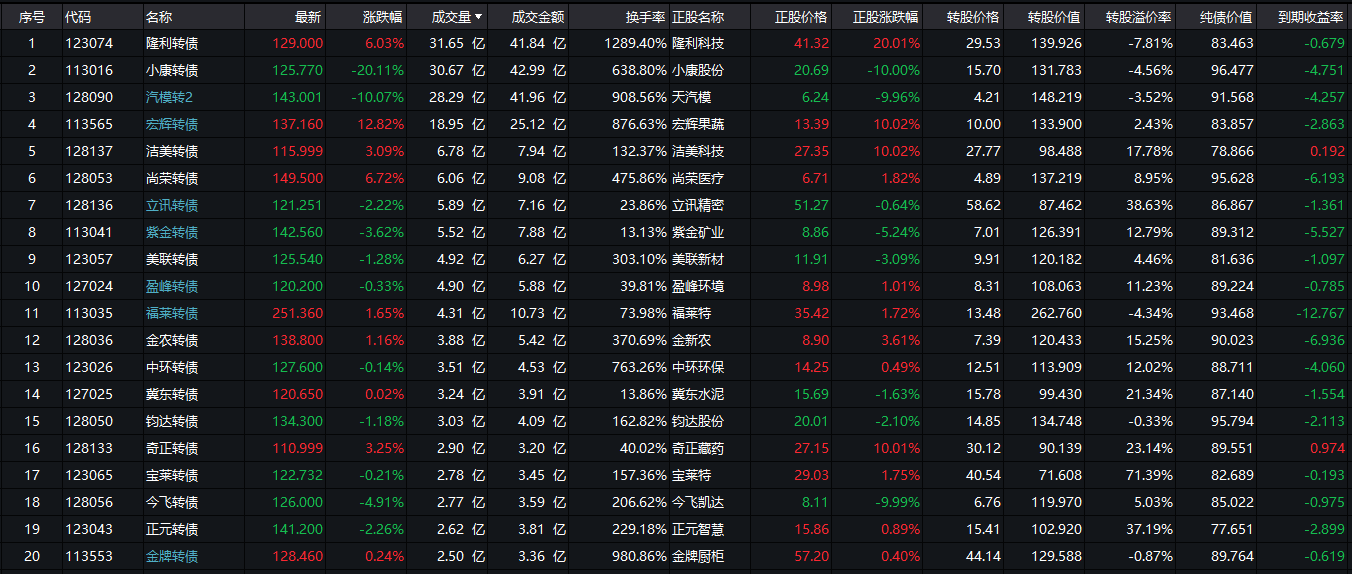 序号 代码 名称 最新 涨跌幅 成交量 成交金额 换手率 正股名称 正股价格 正股涨跌幅 转股价格 转股价值 转股溢价率 纯债价值 到期收益率
1 123074 隆利转债 129.000 6.03% 31.65 亿 41.84 亿 1289.40% 隆利科技 41.32 20.01% 29.53 139.926 -7.81% 83.463 -0.679
2 113016 小康转债 125.770 -20.11% 30.67 亿 42.99 亿 638.80% 小康股份 20.69 -10.00% 15.70 131.783 -4.56% 96.477 -4.751
3 128090 汽模转2 143.001 -10.07% 28.29 亿 41.96 亿 908.56% 天汽模 6.24 -9.96% 4.21 148.219 -3.52% 91.568 -4.257
4 113565 宏辉转债 137.160 12.82% 18.95 亿 25.12 亿 876.63% 宏辉果蔬 13.39 10.02% 10.00 133.900 2.43% 83.857 -2.863
5 128137 洁美转债 115.999 3.09% 6.78 亿 7.94 亿 132.37% 洁美科技 27.35 10.02% 27.77 98.488 17.78% 78.866 0.192
6 128053 尚荣转债 149.500 6.72% 6.06 亿 9.08 亿 475.86% 尚荣医疗 6.71 1.82% 4.89 137.219 8.95% 95.628 -6.193
7 128136 立讯转债 121.251 -2.22% 5.89 亿 7.16 亿 23.86% 立讯精密 51.27 -0.64% 58.62 87.462 38.63% 86.867 -1.361
8 113041 紫金转债 142.560 -3.62% 5.52 亿 7.88 亿 13.13% 紫金矿业 8.86 -5.24% 7.01 126.391 12.79% 89.312 -5.527
9 123057 美联转债 125.540 -1.28% 4.92 亿 6.27 亿 303.10% 美联新材 11.91 -3.09% 9.91 120.182 4.46% 81.636 -1.097
10 127024 盈峰转债 120.200 -0.33% 4.90 亿 5.88 亿 39.81% 盈峰环境 8.98 1.01% 8.31 108.063 11.23% 89.224 -0.785
11 113035 福莱转债 251.360 1.65% 4.31 亿 10.73 亿 73.98% 福莱特 35.42 1.72% 13.48 262.760 -4.34% 93.468 -12.767
12 128036 金农转债 138.800 1.16% 3.88 亿 5.42 亿 370.69% 金新农 8.90 3.61% 7.39 120.433 15.25% 90.023 -6.936
13 123026 中环转债 127.600 -0.14% 3.51 亿 4.53 亿 763.26% 中环环保 14.25 0.49% 12.51 113.909 12.02% 88.711 -4.060
14 127025 冀东转债 120.650 0.02% 3.24 亿 3.91 亿 13.86% 冀东水泥 15.69 -1.63% 15.78 99.430 21.34% 87.140 -1.554
15 128050 钧达转债 134.300 -1.18% 3.03 亿 4.09 亿 162.82% 钧达股份 20.01 -2.10% 14.85 134.748 -0.33% 95.794 -2.113
16 128133 奇正转债 110.999 3.25% 2.90 亿 3.20 亿 40.02% 奇正藏药 27.15 10.01% 30.12 90.139 23.14% 89.551 0.974
17 123065 宝莱转债 122.732 -0.21% 2.78 亿 3.45 亿 157.36% 宝莱特 29.03 1.75% 40.54 71.608 71.39% 82.689 -0.193
18 128056 今飞转债 126.000 -4.91% 2.77 亿 3.59 亿 206.62% 今飞凯达 8.11 -9.99% 6.76 119.970 5.03% 85.022 -0.975
19 123043 正元转债 141.200 -2.26% 2.62 亿 3.81 亿 229.18% 正元智慧 15.86 0.89% 15.41 102.920 37.19% 77.651 -2.899
20 113553 金牌转债 128.460 0.24% 2.50 亿 3.36 亿 980.86% 金牌厨柜 57.20 0.40% 44.14 129.588 -0.87% 89.764 -0.619